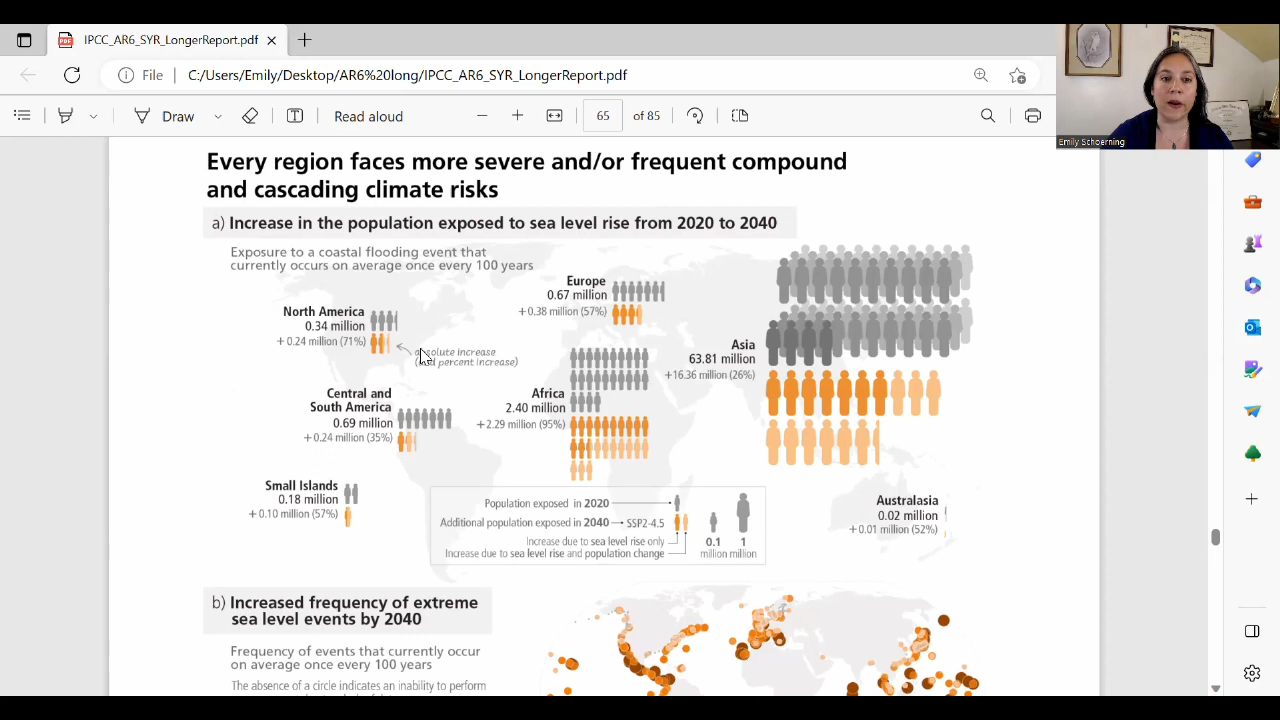 IPCC_AR6_SYR_LongerReport.pdf
File
C:/Users/Emily/Desktop/AR6%20long/IPCC_AR6_SYR_LongerReport.pdf
Draw
Read aloud
65
of 85
Emily Schoerning
Every region faces more severe and/or frequent compound
and cascading climate risks
a) Increase in the population exposed to sea level rise from 2020 to 2040
Exposure to a coastal flooding event that
currently occurs on average once every 100 years
North America
0.34 million
+ 0.24 million (71%)
absolute increase
(and percent increase)
Europe
0.67 million
+ 0.38 million (57%)
Asia
63.81 million
+16.36 million (26%)
Central and
South America
0.69 million
+ 0.24 million (35%)
Africa
2.40 million
+ 2.29 million (95%)
Small Islands
0.18 million
+ 0.10 million (57%)
Australasia
0.02 million
+ 0.01 million (52%)
Population exposed in 2020
Additional population exposed in 2040 → SSP2-4.5
Increase due to sea level rise only
Increase due to sea level rise and population change
0.1 1
million million
b) Increased frequency of extreme
sea level events by 2040
Frequency of events that currently occur
on average once every 100 years
The absence of a circle indicates an inability to perform